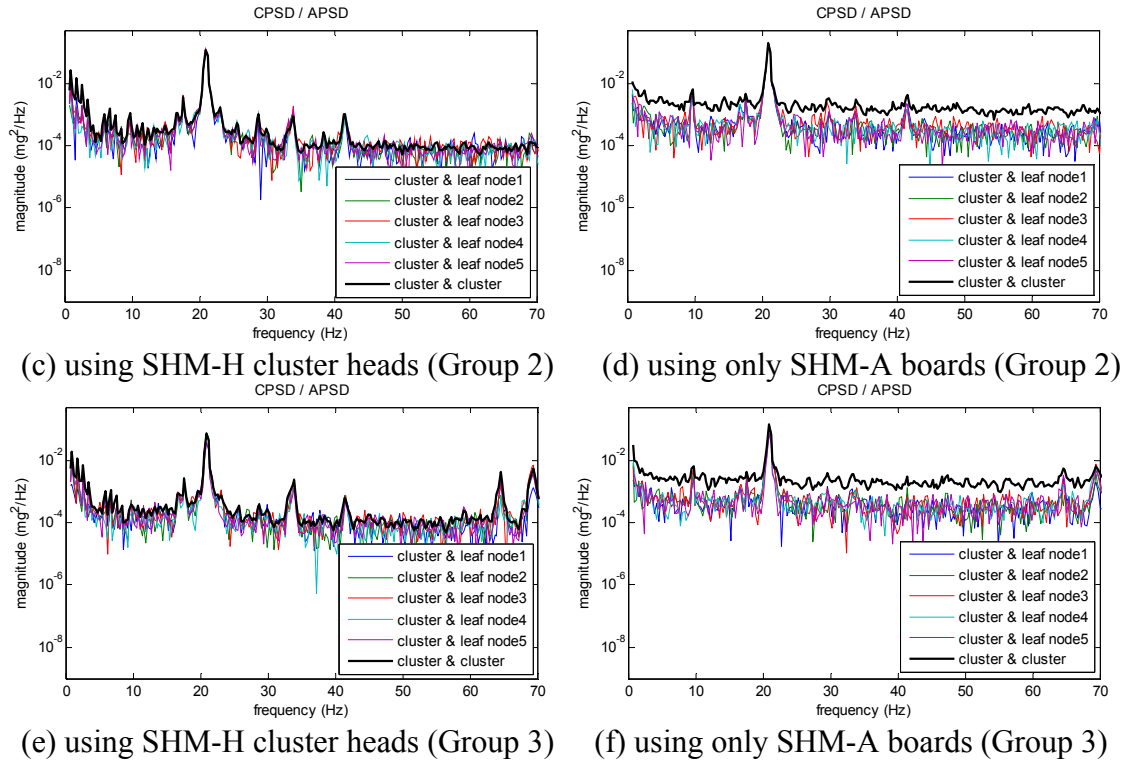 CPSD / APSD
CPSD / APSD
magnitude (mg²/Hz)
10⁻²
10⁻⁴
10⁻⁶
10⁻⁸
cluster & leaf node1
cluster & leaf node2
cluster & leaf node3
cluster & leaf node4
cluster & leaf node5
cluster & cluster
0 10 20 30 40 50 60 70
frequency (Hz)
magnitude (mg²/Hz)
10⁻²
10⁻⁴
10⁻⁶
10⁻⁸
cluster & leaf node1
cluster & leaf node2
cluster & leaf node3
cluster & leaf node4
cluster & leaf node5
cluster & cluster
0 10 20 30 40 50 60 70
frequency (Hz)
(c) using SHM-H cluster heads (Group 2)
(d) using only SHM-A boards (Group 2)
CPSD / APSD
CPSD / APSD
magnitude (mg²/Hz)
10⁻²
10⁻⁴
10⁻⁶
10⁻⁸
cluster & leaf node1
cluster & leaf node2
cluster & leaf node3
cluster & leaf node4
cluster & leaf node5
cluster & cluster
0 10 20 30 40 50 60 70
frequency (Hz)
magnitude (mg²/Hz)
10⁻²
10⁻⁴
10⁻⁶
10⁻⁸
cluster & leaf node1
cluster & leaf node2
cluster & leaf node3
cluster & leaf node4
cluster & leaf node5
cluster & cluster
0 10 20 30 40 50 60 70
frequency (Hz)
(e) using SHM-H cluster heads (Group 3)
(f) using only SHM-A boards (Group 3)